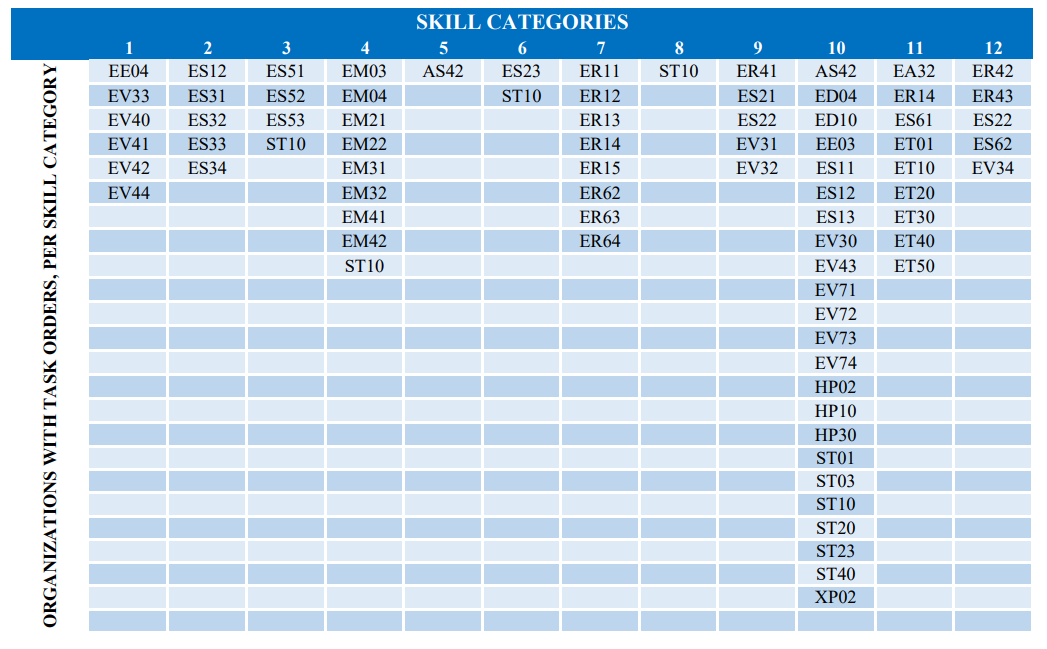 SKILL CATEGORIES
1 2 3 4 5 6 7 8 9 10 11 12
ORGANIZATIONS WITH TASK ORDERS, PER SKILL CATEGORY
EE04 ES12 ES51 EM03 AS42 ES23 ER11 ST10 ER41 AS42 EA32 ER42
EV33 ES31 ES52 EM04 ST10 ER12 ES21 ED04 ER14 ER43
EV40 ES32 ES53 EM21 ER13 ES22 ED10 ES61 ES22
EV41 ES33 ST10 EM22 ER14 EV31 EE03 ET01 ES62
EV42 ES34 EM31 ER15 EV32 ES11 ET10 EV34
EV44 EM32 ER62 ES12 ET20
EM41 ER63 ES13 ET30
EM42 ER64 EV30 ET40
ST10 EV43 ET50
EV71
EV72
EV73
EV74
HP02
HP10
HP30
ST01
ST03
ST10
ST20
ST23
ST40
XP02